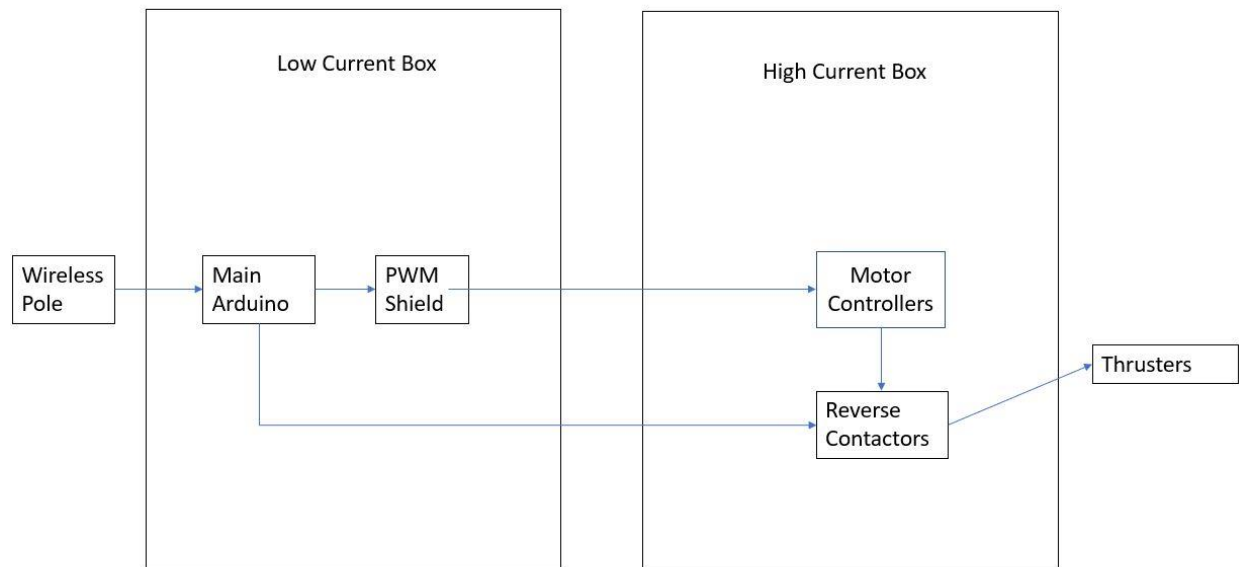 Low Current Box
High Current Box
Wireless
Pole
Main
Arduino
PWM
Shield
Motor
Controllers
Reverse
Contactors
Thrusters